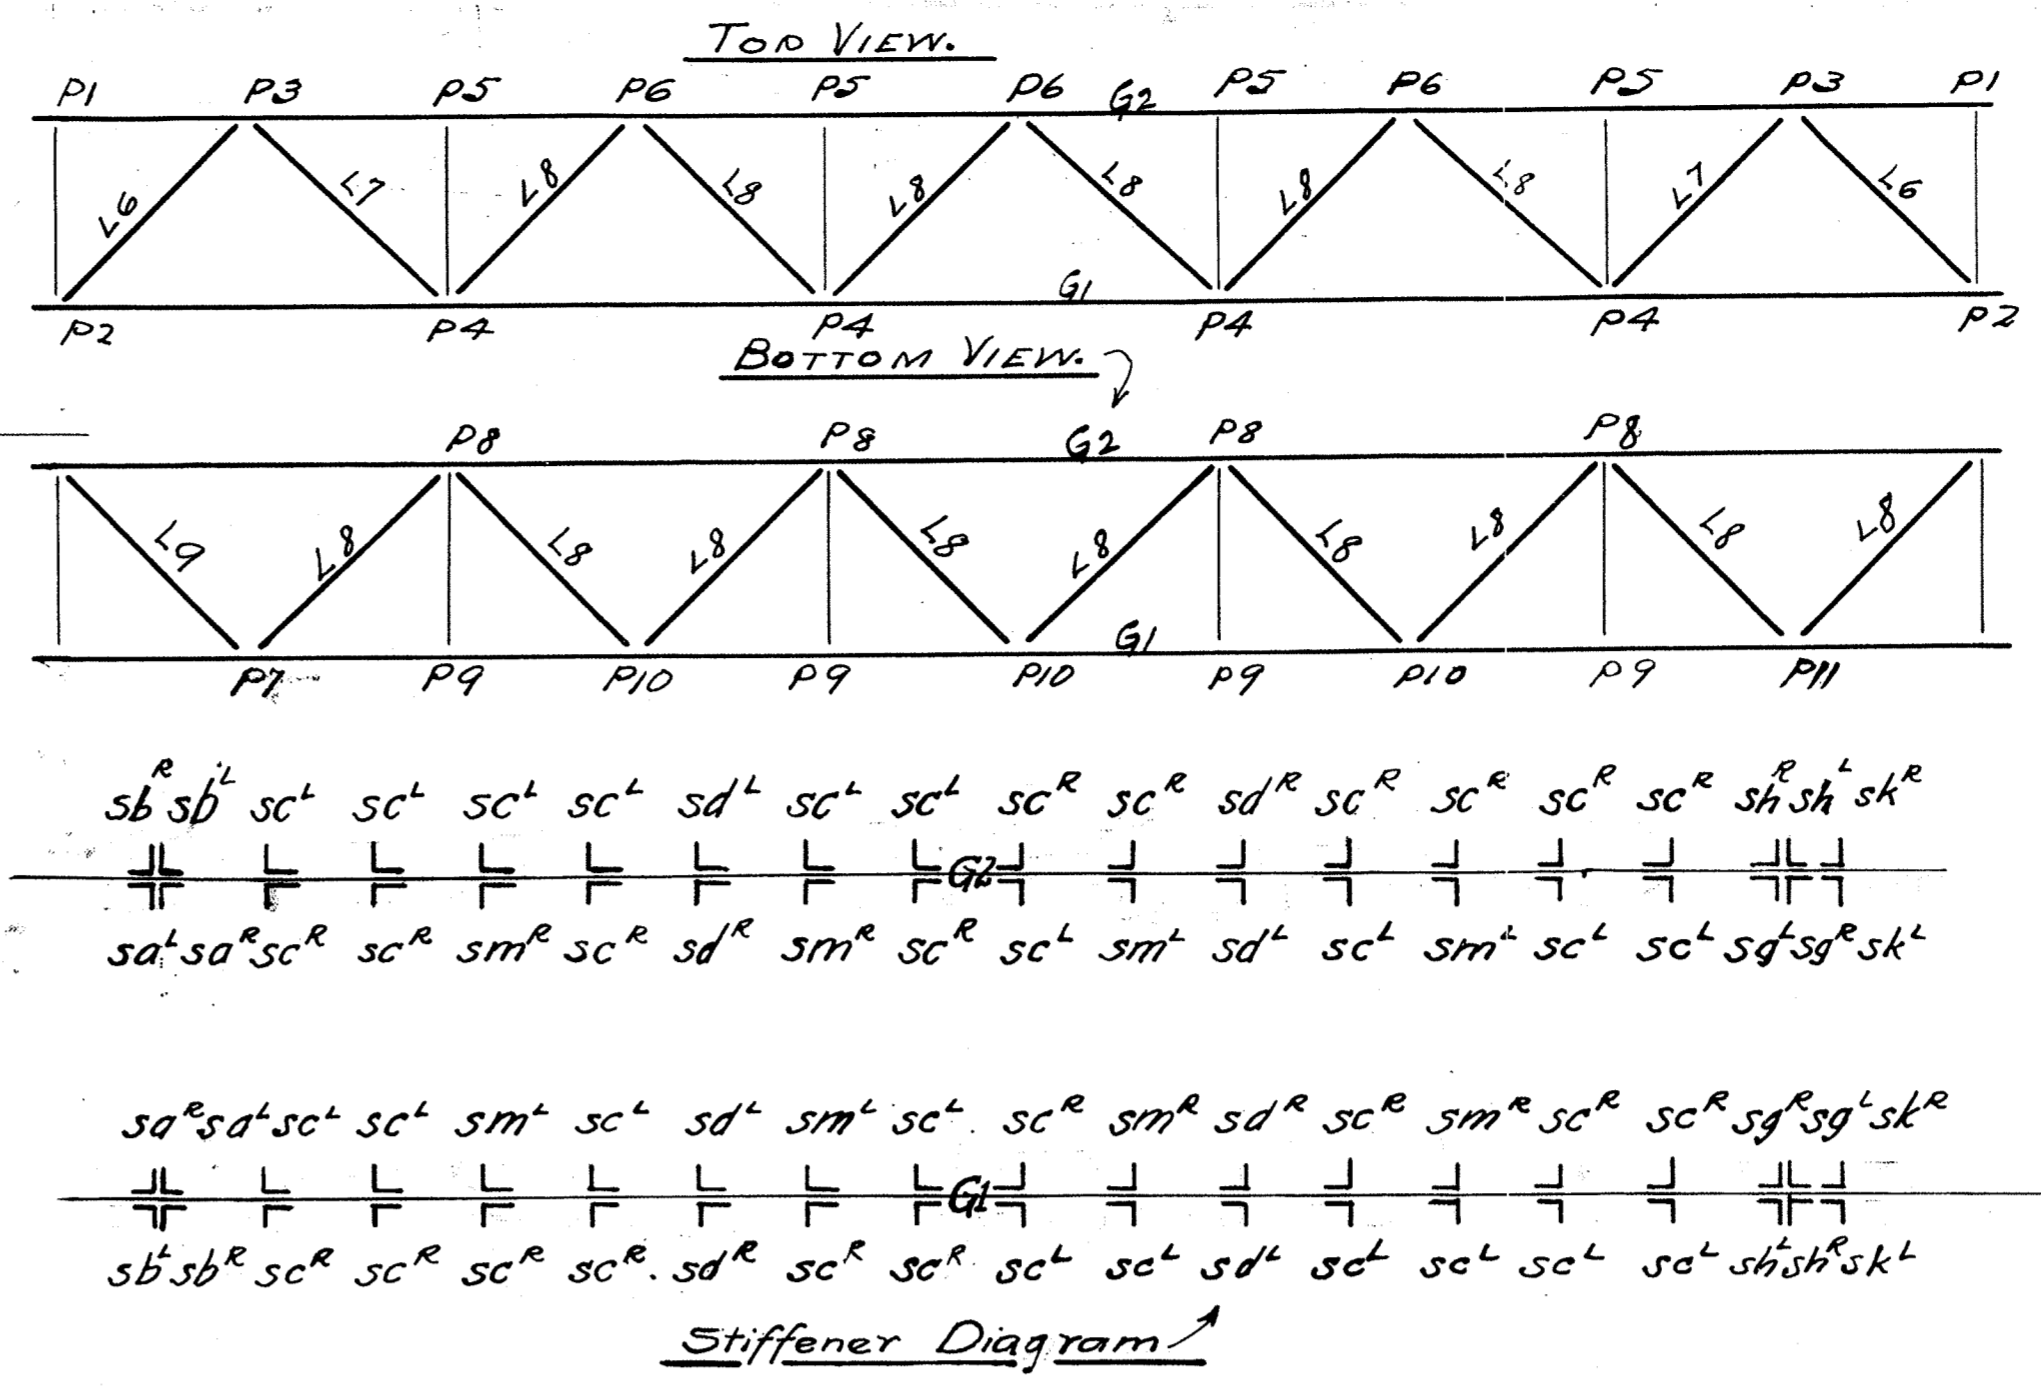 TOP VIEW.
P1 P3 P5 P6 P5 P6 G2 P5 P6 P5 P3 P1
L6 L7 L8 L8 L8 L8 L8 L8 L7 L6
G1
P2 P4 P4 P4 P4 P2
BOTTOM VIEW.
P8 P8 G2 P8 P8
L9 L8 L8 L8 L8 L8 L8 L8 L8 L8
G1
P7 P9 P10 P9 P10 P9 P10 P9 P11
sbR sbL scL scL scL scL sdL scL scL scR scR sdR scR scR scR scR shR shL skR
G2
saL saR scR scR smR scR sdR smR scR scL smL sdL scL smL scL scL sgL sgR skL
saR saL scL scL smL scL sdL smL scL. scR smR sdR scR smR scR scR sgR sgL skR
G1
sbL sbR scR scR scR scR. sdR scR scR. scL scL sdL scL scL scL scL shL shR skL
Stiffener Diagram